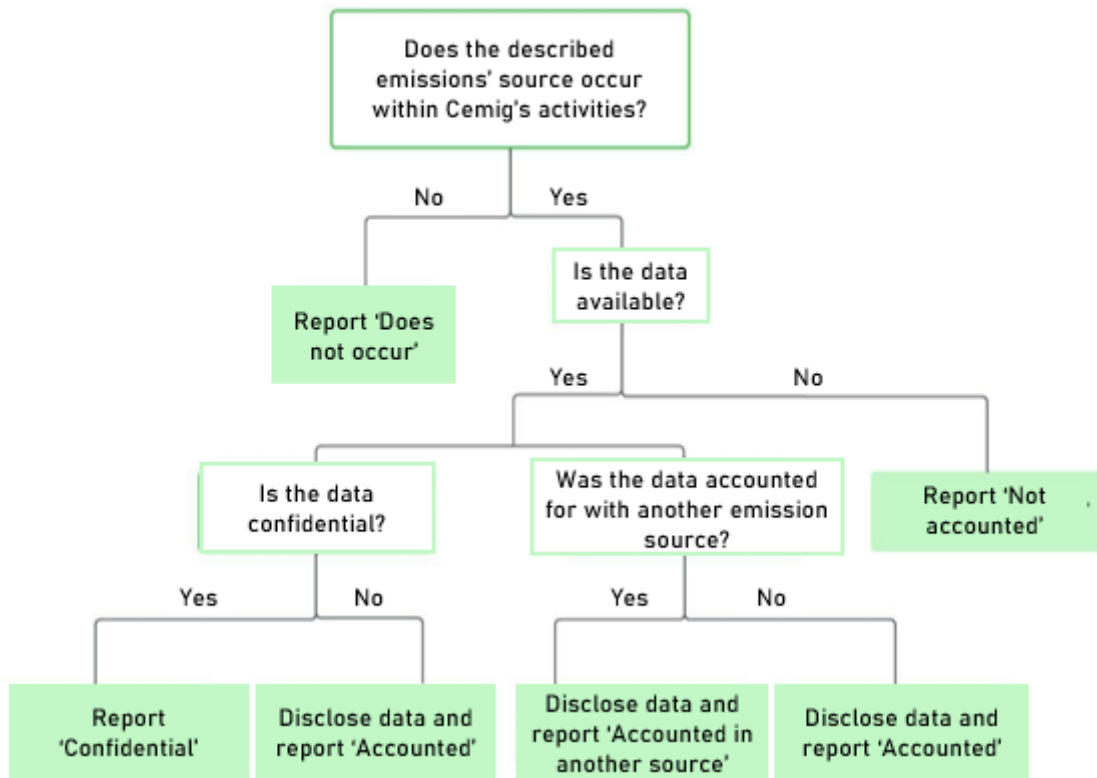 Does the described
emissions' source occur
within Cemig's activities?
No
Yes
Is the data
available?
Report 'Does
not occur'
Yes
No
Is the data
confidential?
Was the data accounted
for with another emission
source?
Report 'Not
accounted'
Yes
No
Yes
No
Report
'Confidential'
Disclose data and
report 'Accounted'
Disclose data and
report 'Accounted in
another source'
Disclose data and
report 'Accounted'